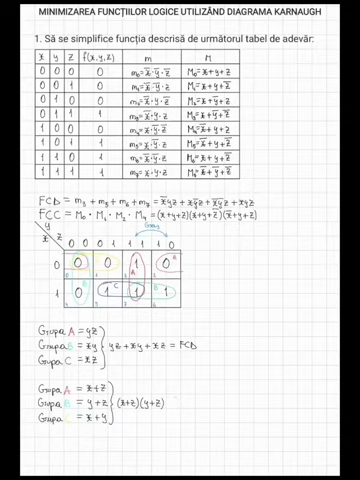 MINIMIZAREA FUNCȚIILOR LOGICE UTILIZÂND DIAGRAMA KARNAUGH
1. Să se simplifice funcția descrisă de următorul tabel de adevăr:
x y z f(x,y,z) m M
0 0 0 0 m₀=x̅·y̅·z̅ M₀=x+y+z
0 0 1 0 m₁=x̅·y̅·z M₁=x+y+z̅
0 1 0 0 m₂=x̅·y·z̅ M₂=x+y̅+z
0 1 1 1 m₃=x̅·y·z M₃=x+y̅+z̅
1 0 0 0 m₄=x·y̅·z̅ M₄=x̅+y+z
1 0 1 1 m₅=x·y̅·z M₅=x̅+y+z̅
1 1 0 1 m₆=x·y·z̅ M₆=x̅+y̅+z
1 1 1 1 m₇=x·y·z M₇=x̅+y̅+z̅
FCD = m₃ + m₅ + m₆ + m₇ =
FCC = M₀ · M₁ · M₂ · M₄ =
y
x z 0 0 0 1 1 1 1 0
0 0 0 1 0
1 0 1 1 1
Grupa A = yz
Grupa B = xy yz + xy + xz = FCD
Grupa C = xz
Grupa A = x+z
Grupa B = y+z (x+z)(y+z)
Grupa C = x+y